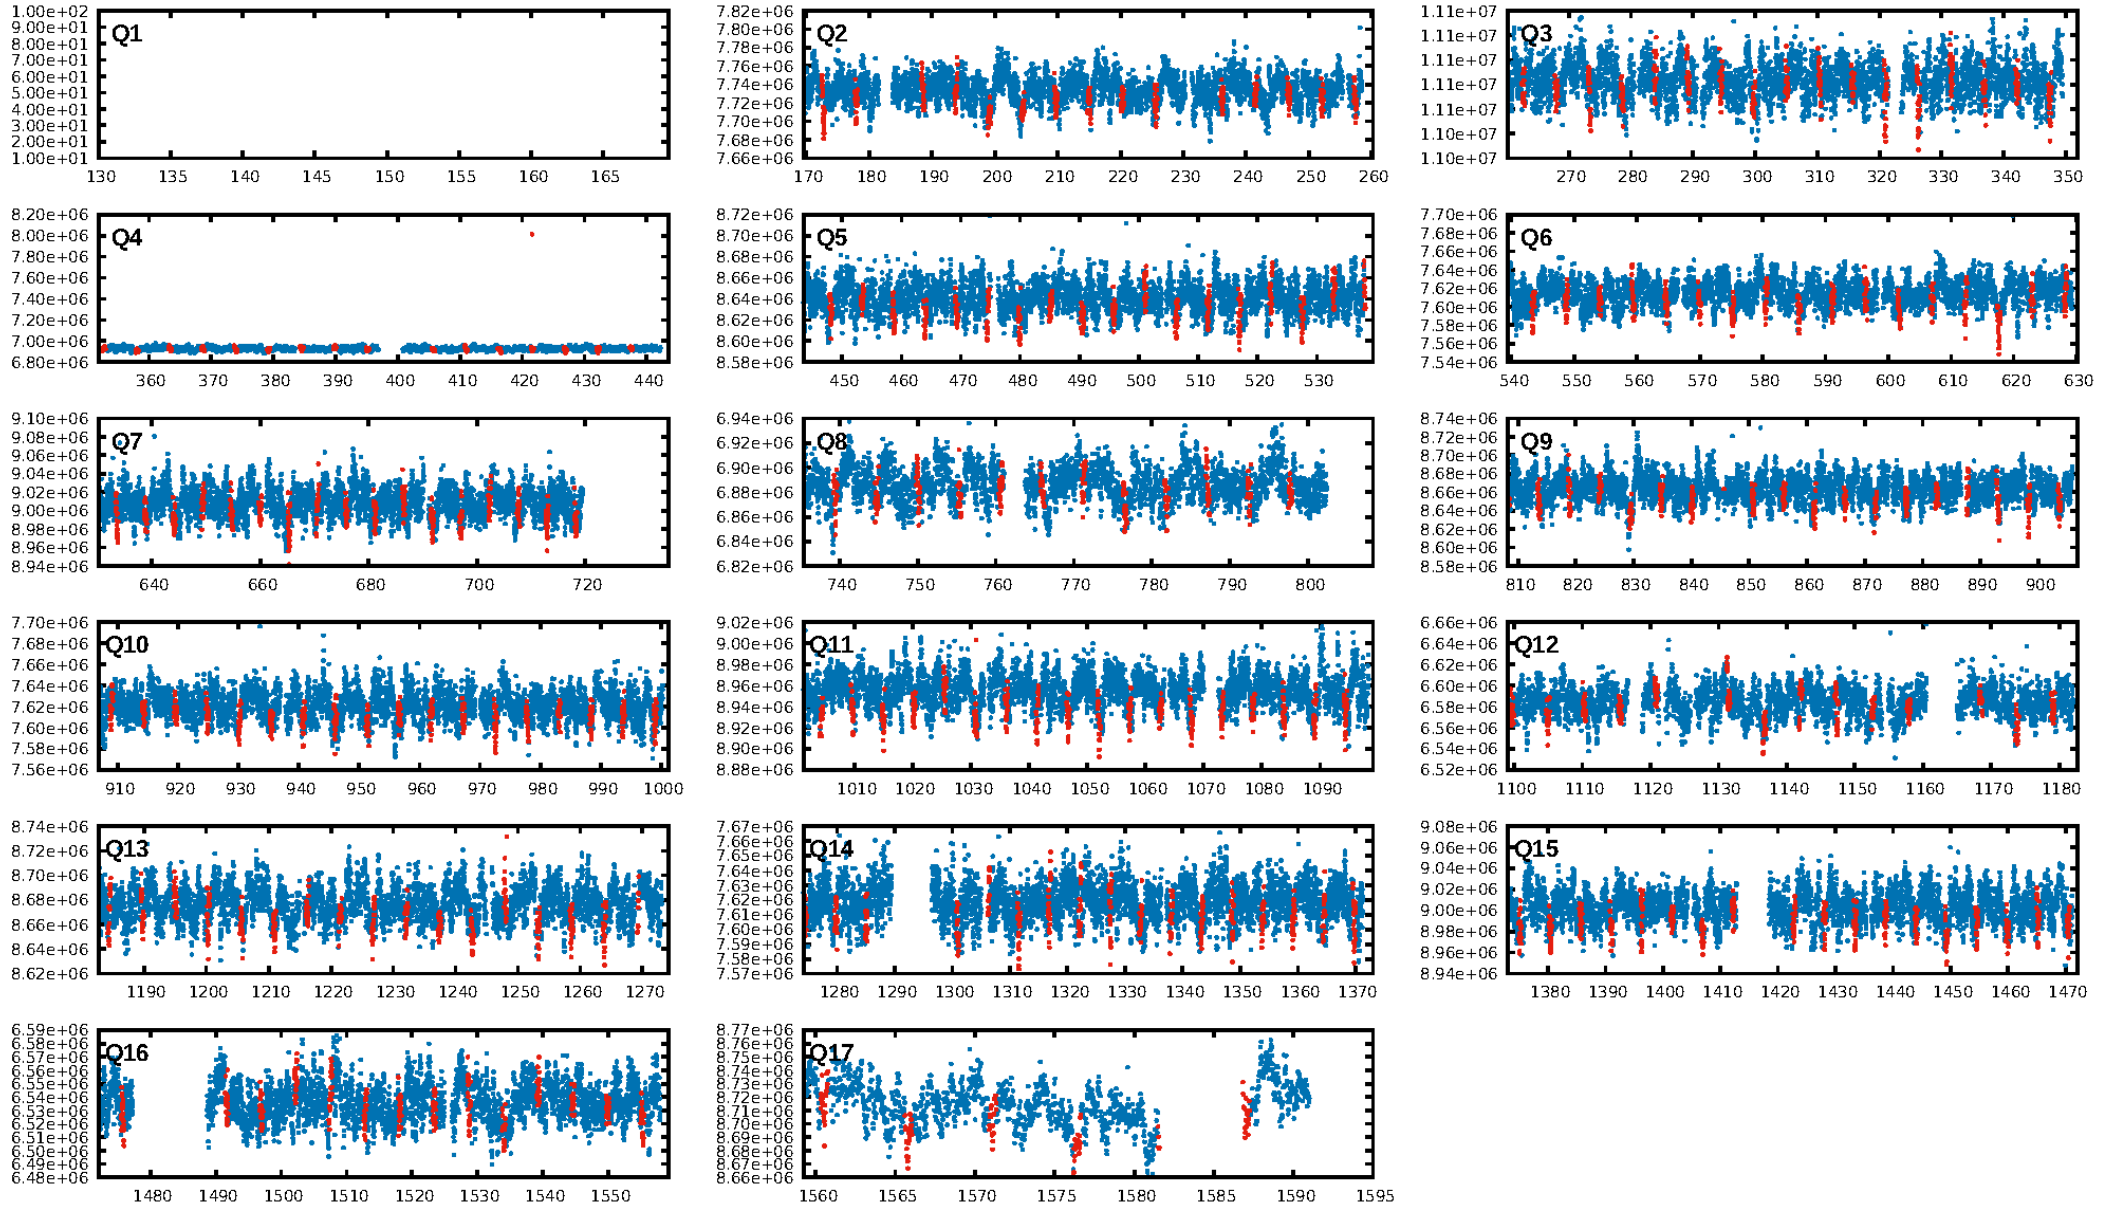 1.00e+02
9.00e+01
8.00e+01
7.00e+01
6.00e+01
5.00e+01
4.00e+01
3.00e+01
2.00e+01
1.00e+01
Q1
130 135 140 145 150 155 160 165
7.82e+06
7.80e+06
7.78e+06
7.76e+06
7.74e+06
7.72e+06
7.70e+06
7.68e+06
7.66e+06
Q2
170 180 190 200 210 220 230 240 250 260
1.11e+07
1.11e+07
1.11e+07
1.11e+07
1.11e+07
1.10e+07
1.10e+07
Q3
270 280 290 300 310 320 330 340 350
8.20e+06
8.00e+06
7.80e+06
7.60e+06
7.40e+06
7.20e+06
7.00e+06
6.80e+06
Q4
360 370 380 390 400 410 420 430 440
8.72e+06
8.70e+06
8.68e+06
8.66e+06
8.64e+06
8.62e+06
8.60e+06
8.58e+06
Q5
450 460 470 480 490 500 510 520 530
7.70e+06
7.68e+06
7.66e+06
7.64e+06
7.62e+06
7.60e+06
7.58e+06
7.56e+06
7.54e+06
Q6
540 550 560 570 580 590 600 610 620 630
9.10e+06
9.08e+06
9.06e+06
9.04e+06
9.02e+06
9.00e+06
8.98e+06
8.96e+06
8.94e+06
Q7
640 660 680 700 720
6.94e+06
6.92e+06
6.90e+06
6.88e+06
6.86e+06
6.84e+06
6.82e+06
Q8
740 750 760 770 780 790 800
8.74e+06
8.72e+06
8.70e+06
8.68e+06
8.66e+06
8.64e+06
8.62e+06
8.60e+06
8.58e+06
Q9
810 820 830 840 850 860 870 880 890 900
7.70e+06
7.68e+06
7.66e+06
7.64e+06
7.62e+06
7.60e+06
7.58e+06
7.56e+06
Q10
910 920 930 940 950 960 970 980 990 1000
9.02e+06
9.00e+06
8.98e+06
8.96e+06
8.94e+06
8.92e+06
8.90e+06
8.88e+06
Q11
1010 1020 1030 1040 1050 1060 1070 1080 1090
6.66e+06
6.64e+06
6.62e+06
6.60e+06
6.58e+06
6.56e+06
6.54e+06
6.52e+06
Q12
1100 1110 1120 1130 1140 1150 1160 1170 1180
8.74e+06
8.72e+06
8.70e+06
8.68e+06
8.66e+06
8.64e+06
8.62e+06
Q13
1190 1200 1210 1220 1230 1240 1250 1260 1270
7.67e+06
7.66e+06
7.65e+06
7.64e+06
7.63e+06
7.62e+06
7.61e+06
7.60e+06
7.59e+06
7.58e+06
7.57e+06
Q14
1280 1290 1300 1310 1320 1330 1340 1350 1360 1370
9.08e+06
9.06e+06
9.04e+06
9.02e+06
9.00e+06
8.98e+06
8.96e+06
8.94e+06
Q15
1380 1390 1400 1410 1420 1430 1440 1450 1460 1470
6.59e+06
6.58e+06
6.57e+06
6.56e+06
6.55e+06
6.54e+06
6.53e+06
6.52e+06
6.51e+06
6.50e+06
6.49e+06
6.48e+06
Q16
1480 1490 1500 1510 1520 1530 1540 1550
8.77e+06
8.76e+06
8.75e+06
8.74e+06
8.73e+06
8.72e+06
8.71e+06
8.70e+06
8.69e+06
8.68e+06
8.67e+06
8.66e+06
Q17
1560 1565 1570 1575 1580 1585 1590 1595